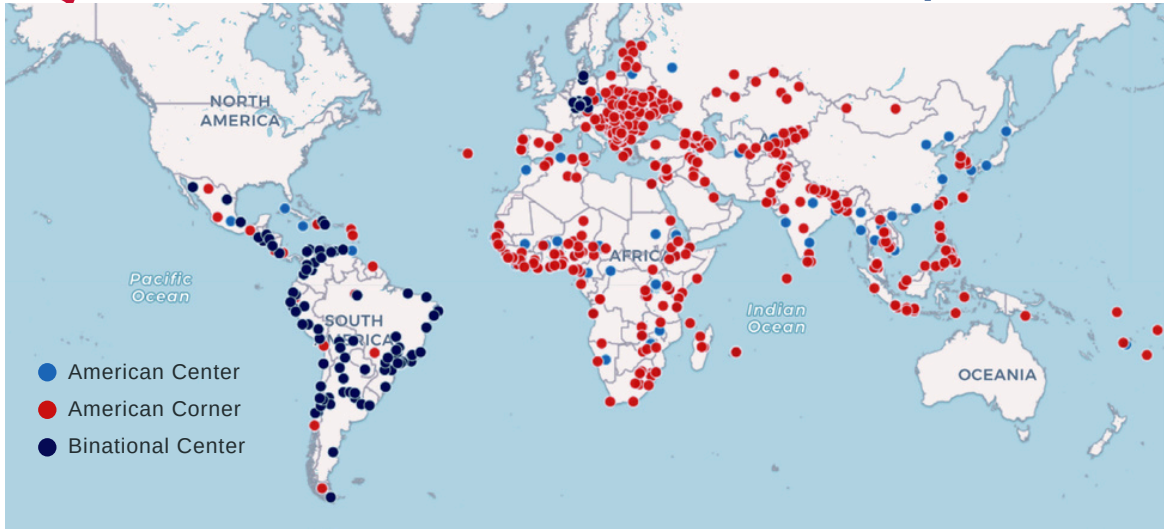 NORTH
AMERICA
AFRICA
Pacific
Ocean
Indian
Ocean
SOUTH
AMERICA
OCEANIA
American Center
American Corner
Binational Center